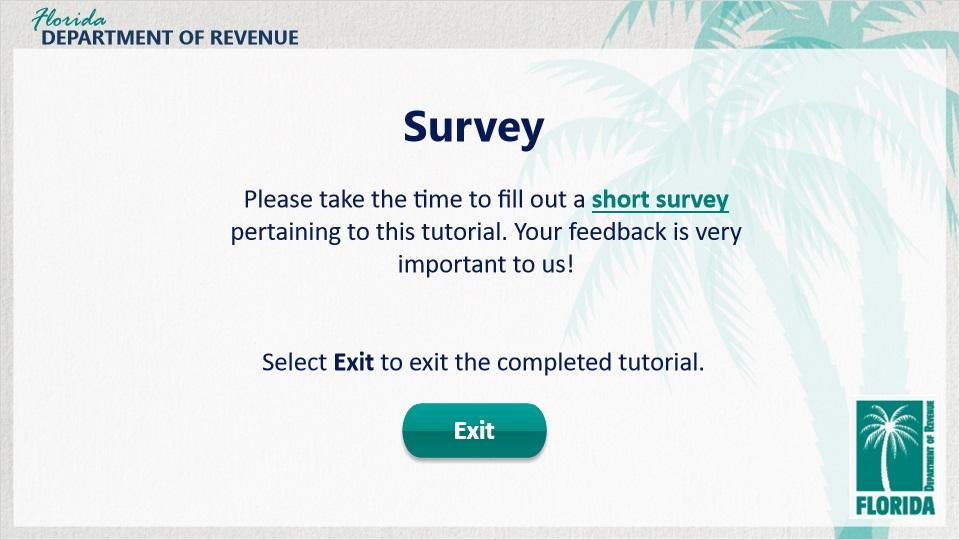 Florida
DEPARTMENT OF REVENUE
Survey
Please take the time to fill out a short survey
pertaining to this tutorial. Your feedback is very
important to us!
Select Exit to exit the completed tutorial.
Exit
DEPARTMENT OF REVENUE
FLORIDA